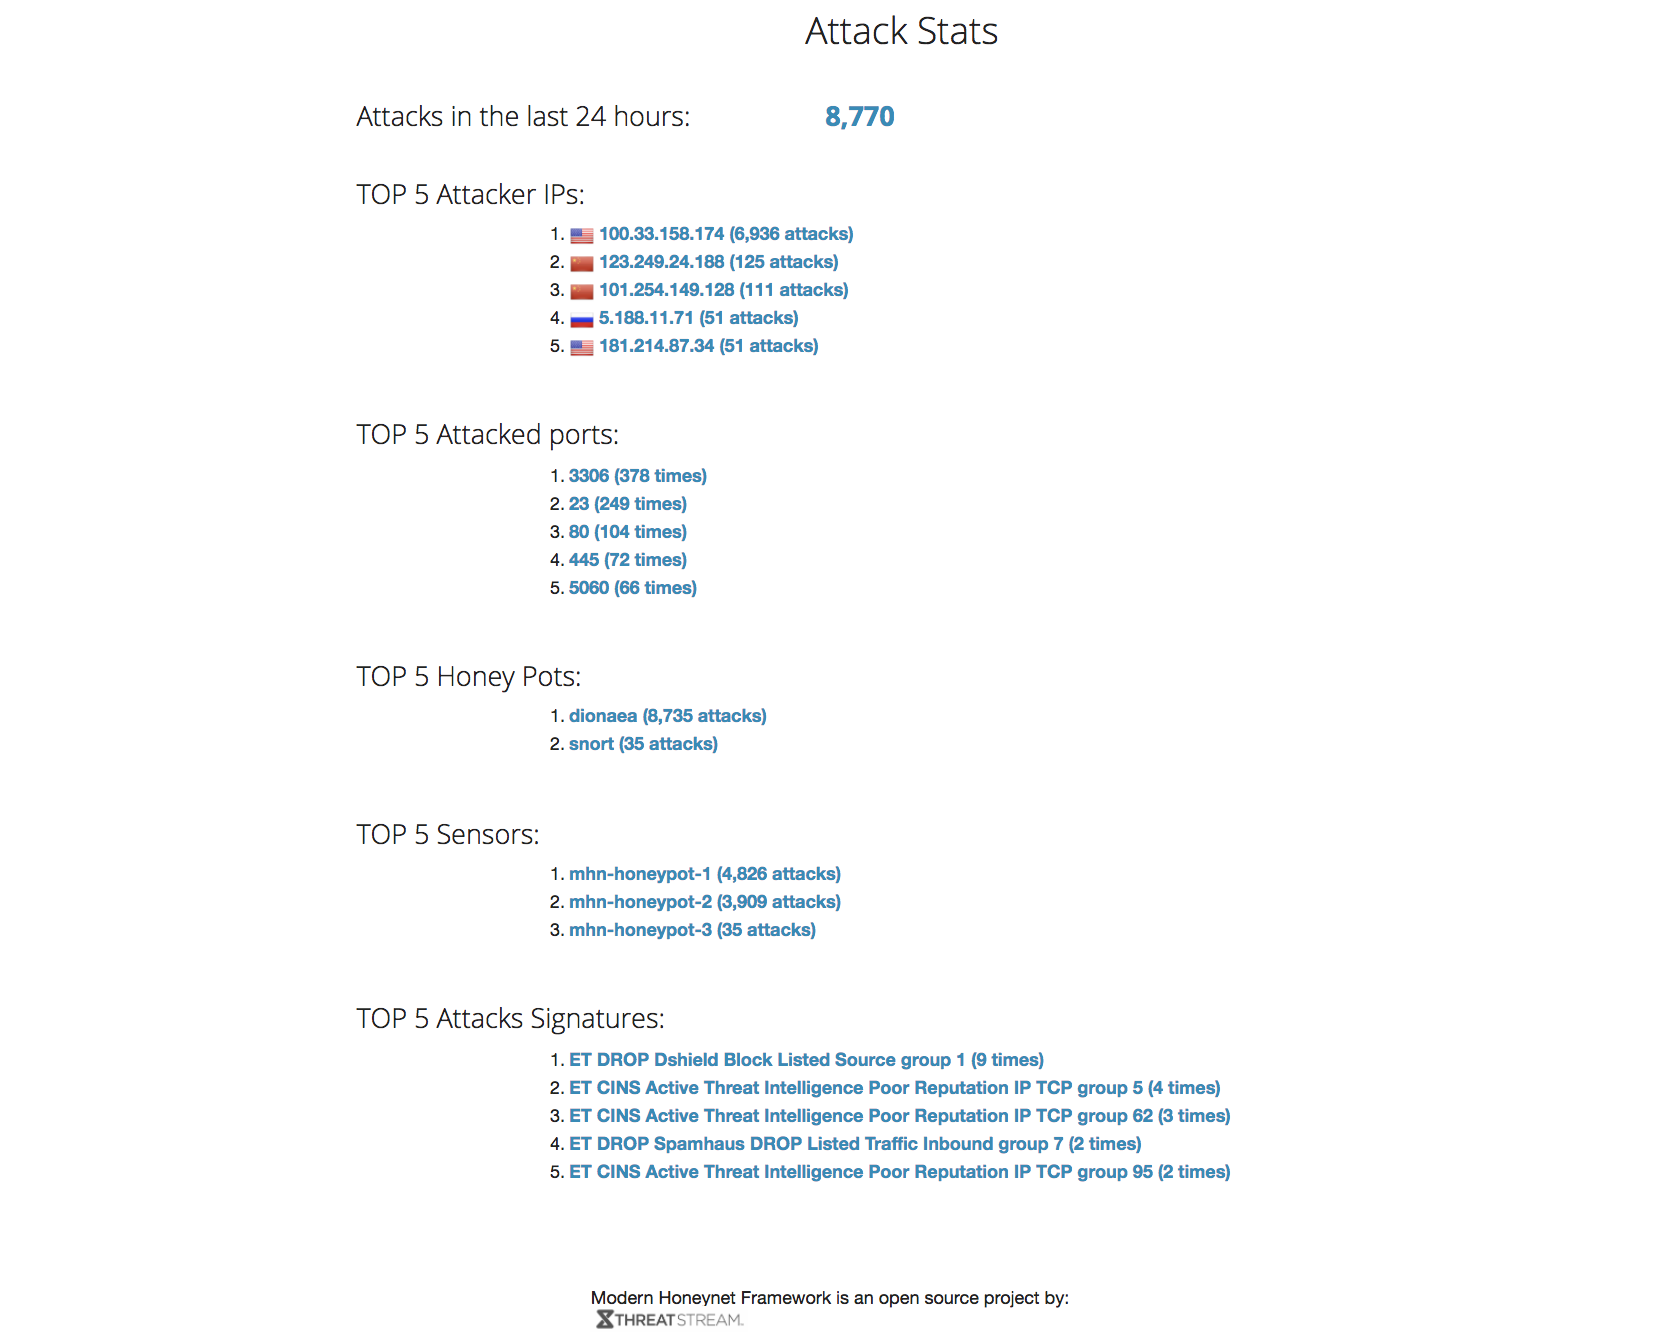 Attack Stats
Attacks in the last 24 hours: 8,770
TOP 5 Attacker IPs:
1. 100.33.158.174 (6,936 attacks)
2. 123.249.24.188 (125 attacks)
3. 101.254.149.128 (111 attacks)
4. 5.188.11.71 (51 attacks)
5. 181.214.87.34 (51 attacks)
TOP 5 Attacked ports:
1. 3306 (378 times)
2. 23 (249 times)
3. 80 (104 times)
4. 445 (72 times)
5. 5060 (66 times)
TOP 5 Honey Pots:
1. dionaea (8,735 attacks)
2. snort (35 attacks)
TOP 5 Sensors:
1. mhn-honeypot-1 (4,826 attacks)
2. mhn-honeypot-2 (3,909 attacks)
3. mhn-honeypot-3 (35 attacks)
TOP 5 Attacks Signatures:
1. ET DROP Dshield Block Listed Source group 1 (9 times)
2. ET CINS Active Threat Intelligence Poor Reputation IP TCP group 5 (4 times)
3. ET CINS Active Threat Intelligence Poor Reputation IP TCP group 62 (3 times)
4. ET DROP Spamhaus DROP Listed Traffic Inbound group 7 (2 times)
5. ET CINS Active Threat Intelligence Poor Reputation IP TCP group 95 (2 times)
Modern Honeynet Framework is an open source project by:
THREATSTREAM.